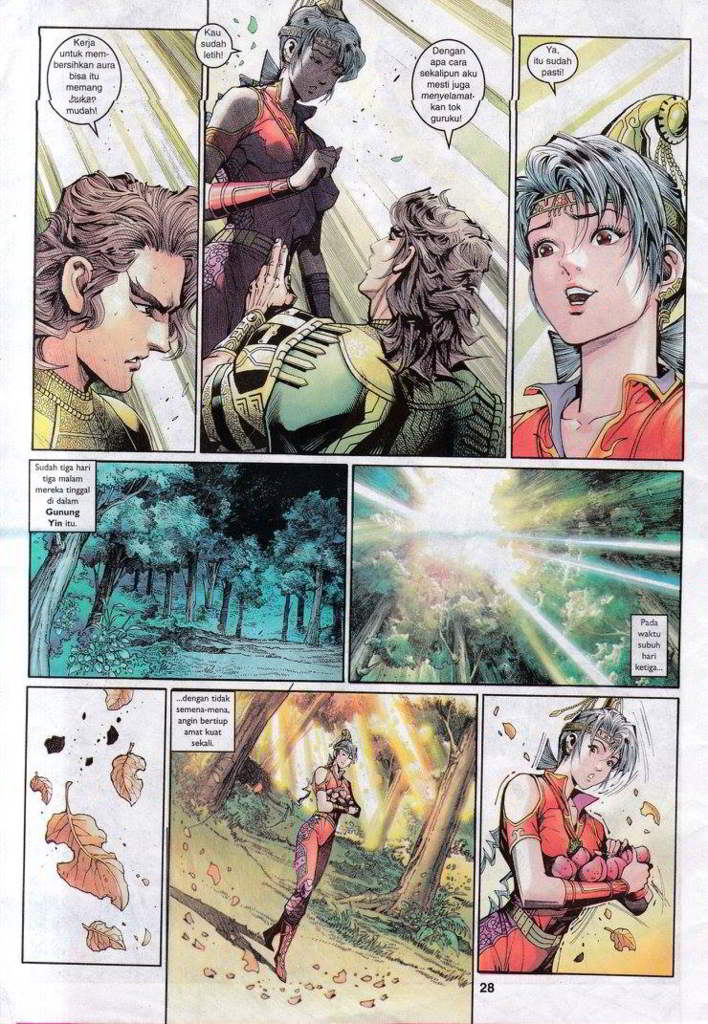 Kerja
untuk mem-
bersihkan aura
bisa itu
memang
bukan
mudah!
Kau
sudah
letih!
Dengan
apa cara
sekalipun aku
mesti juga
menyelamat-
kan tok
guruku!
Ya,
itu sudah
pasti!
Sudah tiga hari
tiga malam
mereka tinggal
di dalam
Gunung
Yin itu.
Pada
waktu
subuh
hari
ketiga...
...dengan tidak
semena-mena,
angin bertiup
amat kuat
sekali.
28